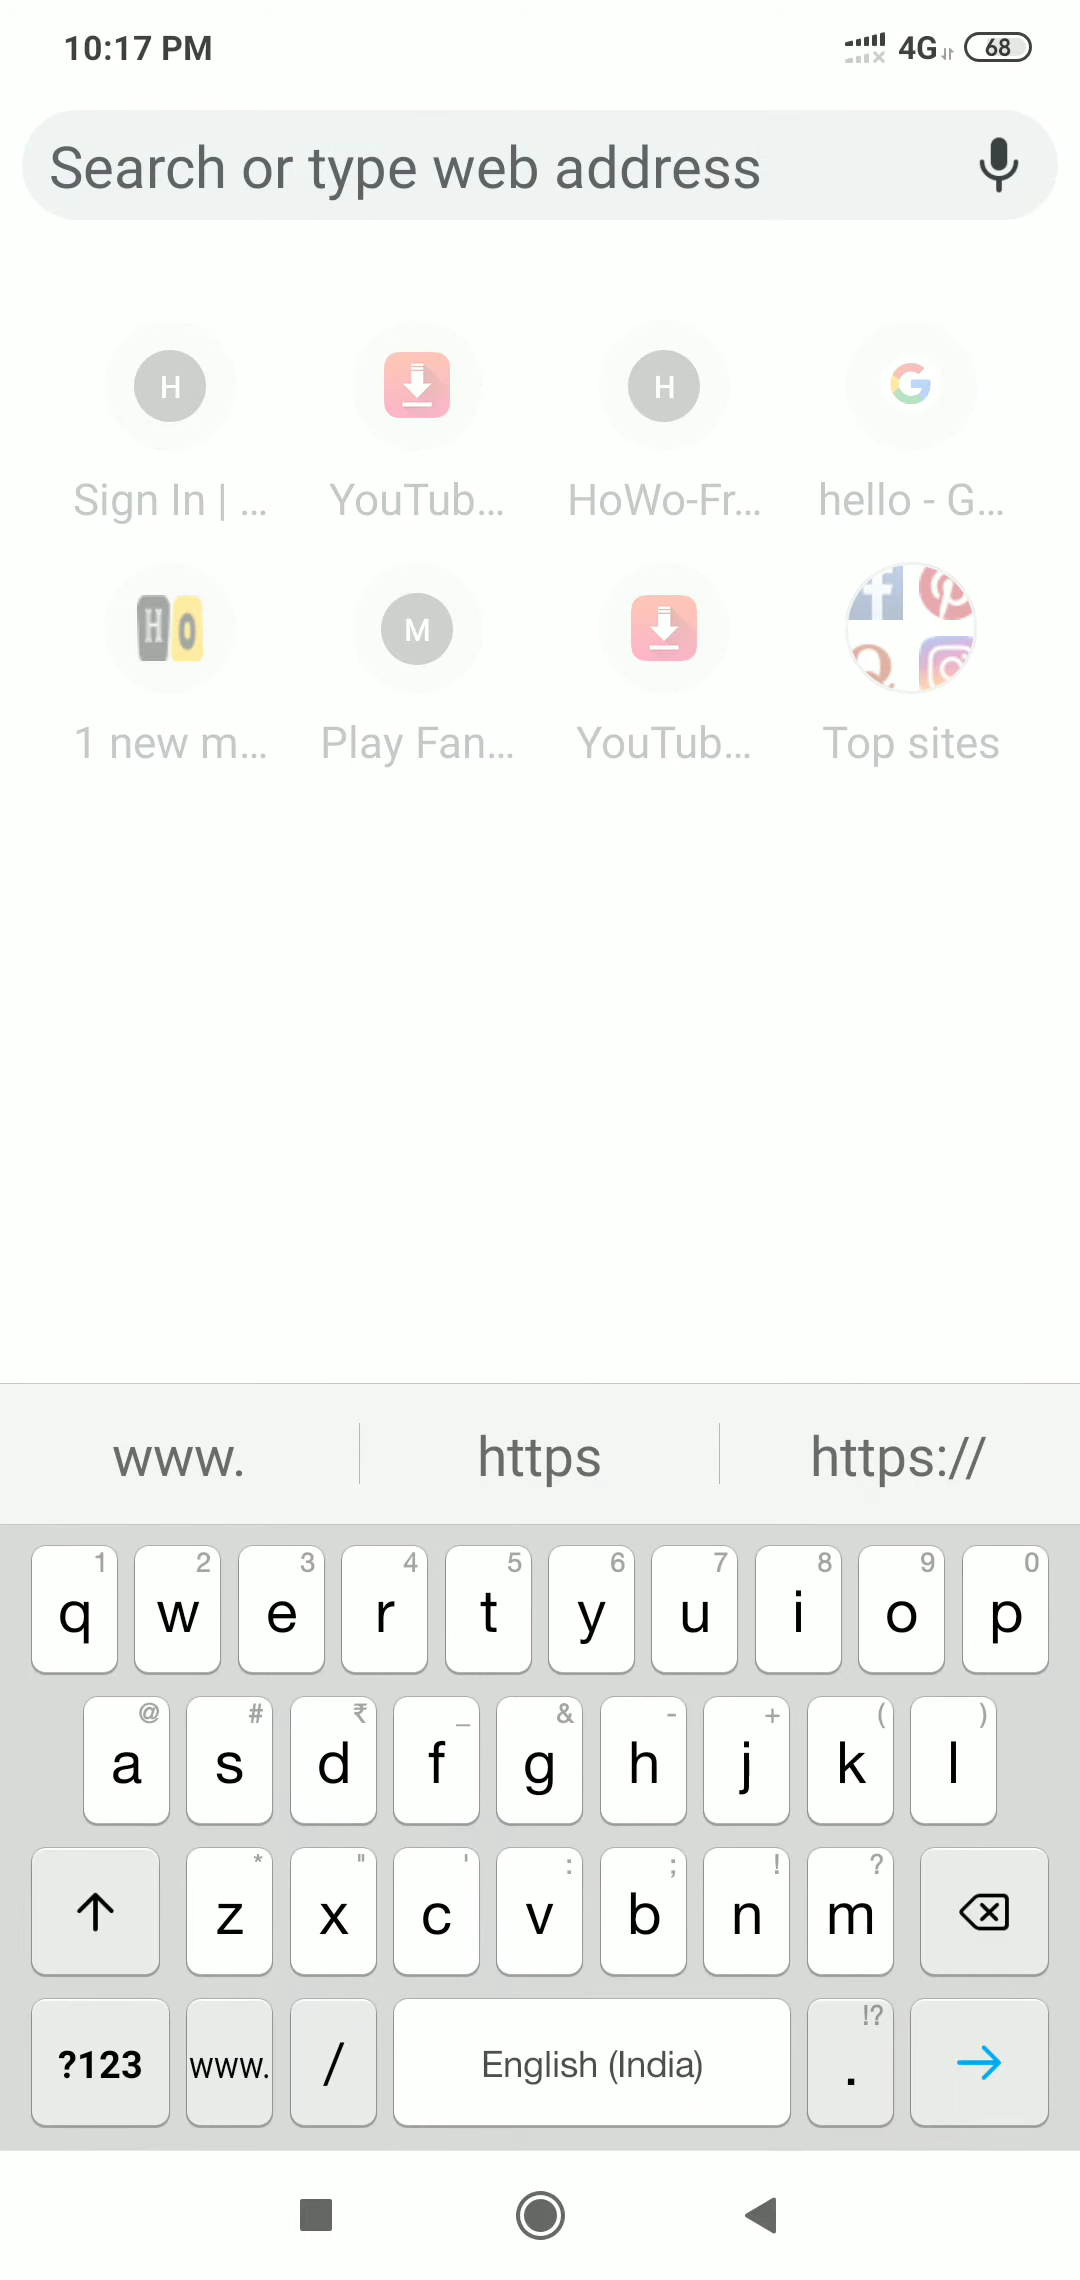 10:17 PM 4G 68
Search or type web address
H H G
Sign In | ... YouTub... HoWo-Fr... hello - G...
HO M f Q.
1 new m... Play Fan... YouTub... Top sites
www. https https://
1 2 3 4 5 6 7 8 9 0
q w e r t y u i o p
@ # ₹ _ & - + ( )
a s d f g h j k l
* " ' : ; ! ?
z x c v b n m
!?
?123 www. / English (India) .